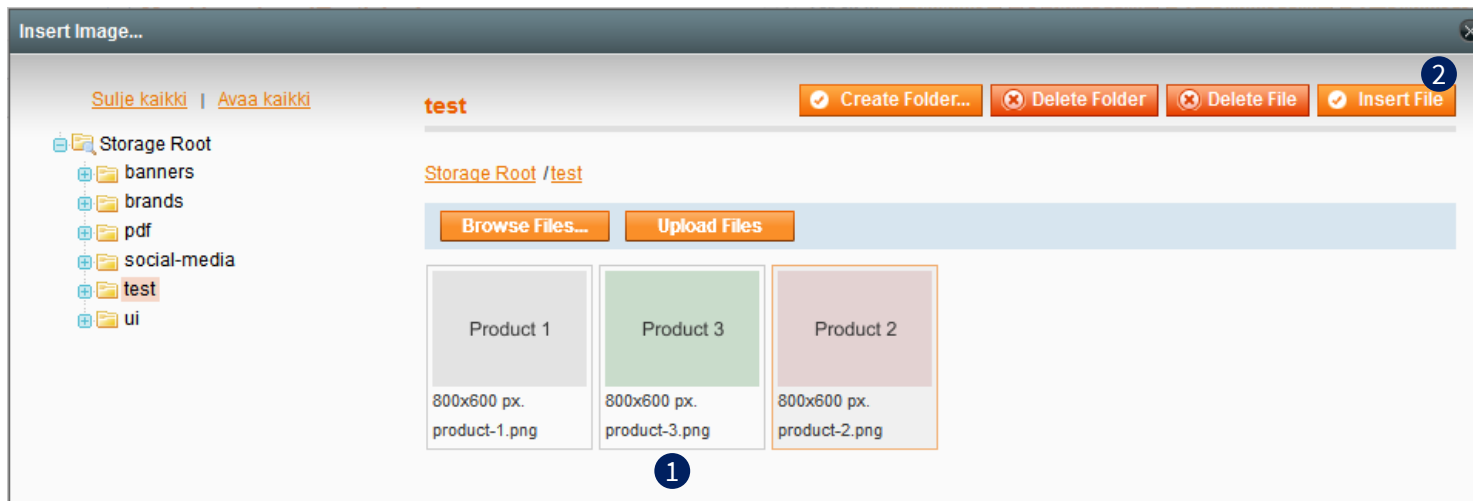 Insert Image...
2
Sulje kaikki | Avaa kaikki
test
Create Folder... Delete Folder Delete File Insert File
Storage Root
banners
brands
pdf
social-media
test
ui
Storage Root / test
Browse Files... Upload Files
Product 1 Product 3 Product 2
800x600 px. 800x600 px. 800x600 px.
product-1.png product-3.png product-2.png
1